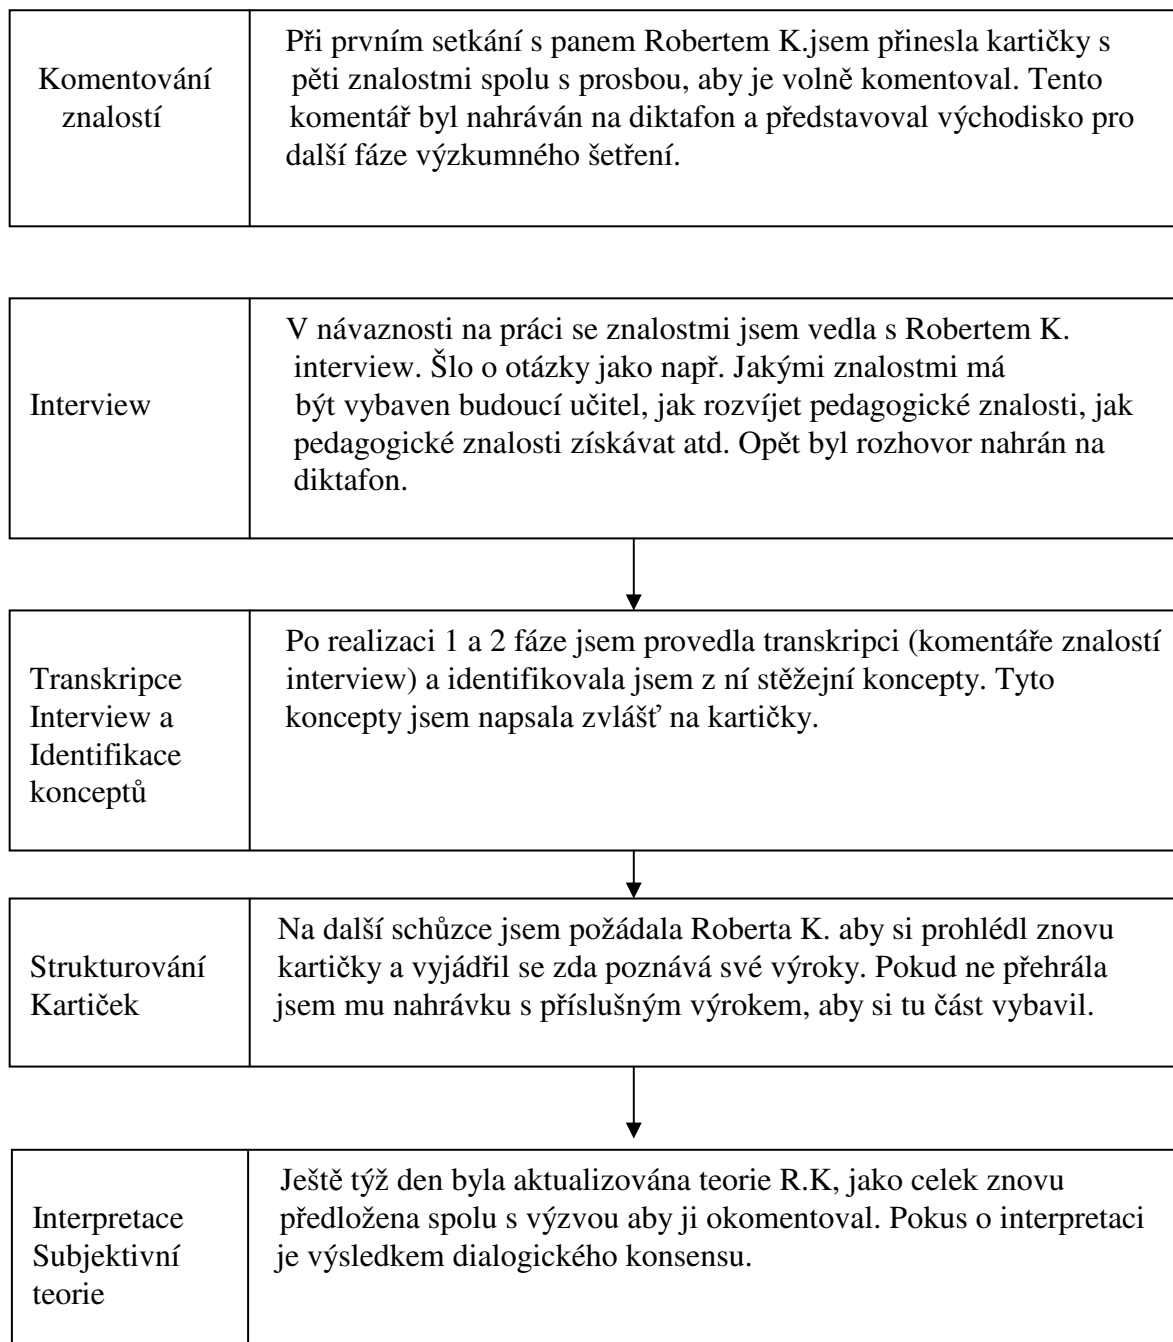 Komentování
znalostí
Při prvním setkání s panem Robertem K.jsem přinesla kartičky s
pěti znalostmi spolu s prosbou, aby je volně komentoval. Tento
komentář byl nahráván na diktafon a představoval východisko pro
další fáze výzkumného šetření.
Interview
V návaznosti na práci se znalostmi jsem vedla s Robertem K.
interview. Šlo o otázky jako např. Jakými znalostmi má
být vybaven budoucí učitel, jak rozvíjet pedagogické znalosti, jak
pedagogické znalosti získávat atd. Opět byl rozhovor nahrán na
diktafon.
Transkripce
Interview a
Identifikace
konceptů
Po realizaci 1 a 2 fáze jsem provedla transkripci (komentáře znalostí
interview) a identifikovala jsem z ní stěžejní koncepty. Tyto
koncepty jsem napsala zvlášť na kartičky.
Strukturování
Kartiček
Na další schůzce jsem požádala Roberta K. aby si prohlédl znovu
kartičky a vyjádřil se zda poznává své výroky. Pokud ne přehrála
jsem mu nahrávku s příslušným výrokem, aby si tu část vybavil.
Interpretace
Subjektivní
teorie
Ještě týž den byla aktualizována teorie R.K, jako celek znovu
předložena spolu s výzvou aby ji okomentoval. Pokus o interpretaci
je výsledkem dialogického konsensu.